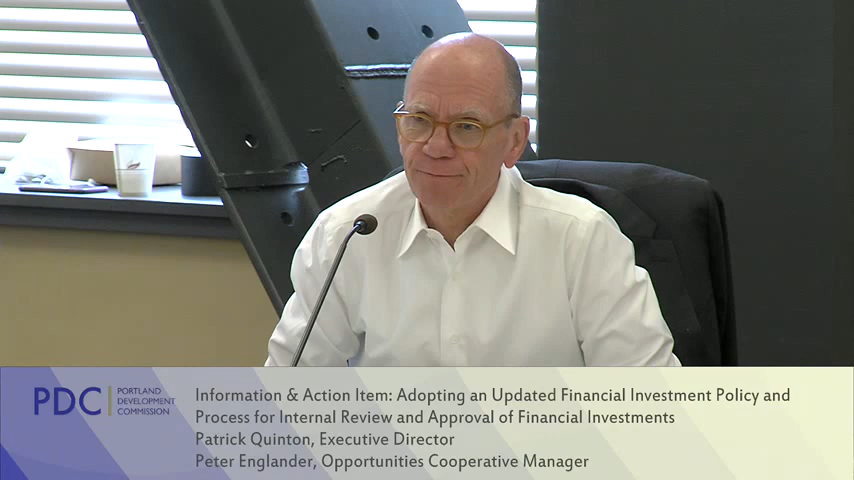 PDC
PORTLAND
DEVELOPMENT
COMMISSION
Information & Action Item: Adopting an Updated Financial Investment Policy and
Process for Internal Review and Approval of Financial Investments
Patrick Quinton, Executive Director
Peter Englander, Opportunities Cooperative Manager